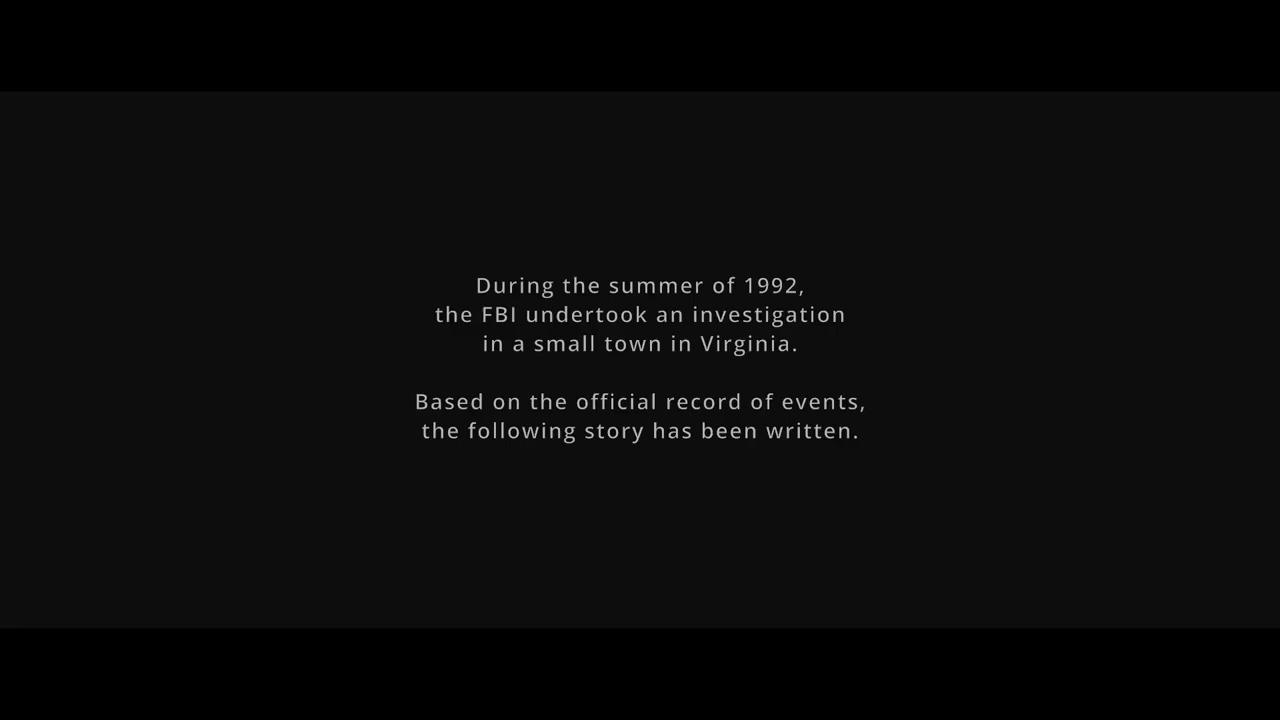 During the summer of 1992,
the FBI undertook an investigation
in a small town in Virginia.
Based on the official record of events,
the following story has been written.